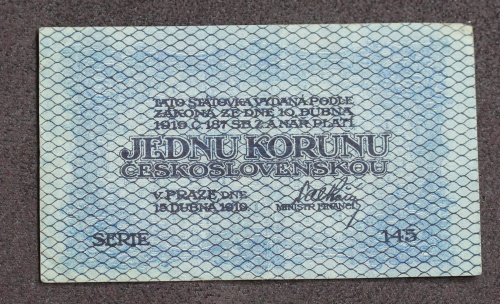 TATO STÁTOVKA VYDANÁ PODLE
ZÁKONA ZE DNE 10. DUBNA
1919 Č. 187 SB. Z. A NAŘ. PLATÍ
JEDNU KORUNU
ČESKOSLOVENSKOU
V PRAZE DNE
15. DUBNA 1919.
MINISTR FINANCÍ
SERIE 145